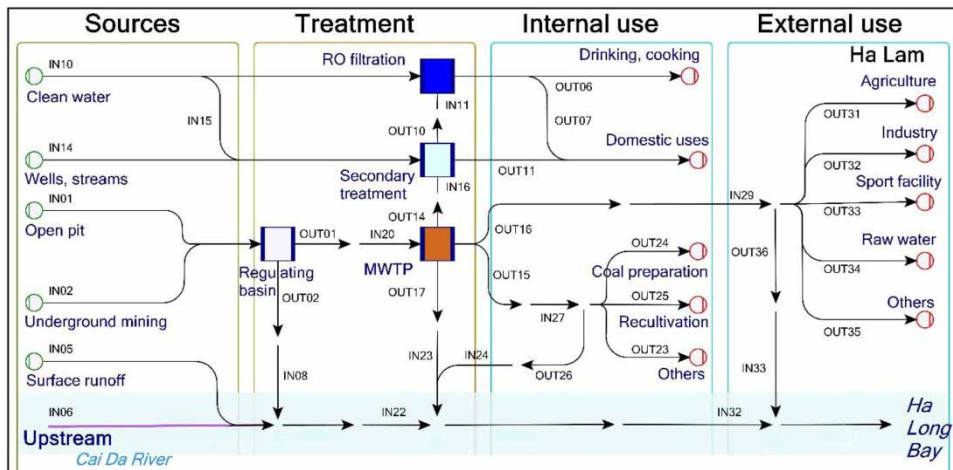 Sources
Treatment
Internal use
External use
IN10
Clean water
IN15
IN14
Wells, streams
IN01
Open pit
IN02
Underground mining
IN05
Surface runoff
IN06
Upstream
Cai Da River
RO filtration
IN11
OUT10
Secondary
treatment
IN16
OUT14
OUT01
IN20
Regulating
basin
MWTP
OUT02
OUT17
IN08
IN23
IN22
Drinking, cooking
OUT06
OUT07
Domestic uses
OUT11
OUT16
OUT15
OUT24
Coal preparation
IN27
OUT25
Recultivation
OUT23
Others
IN24
OUT26
Ha Lam
Agriculture
OUT31
Industry
OUT32
Sport facility
IN29
OUT33
OUT36
Raw water
OUT34
Others
OUT35
IN33
IN32
Ha
Long
Bay